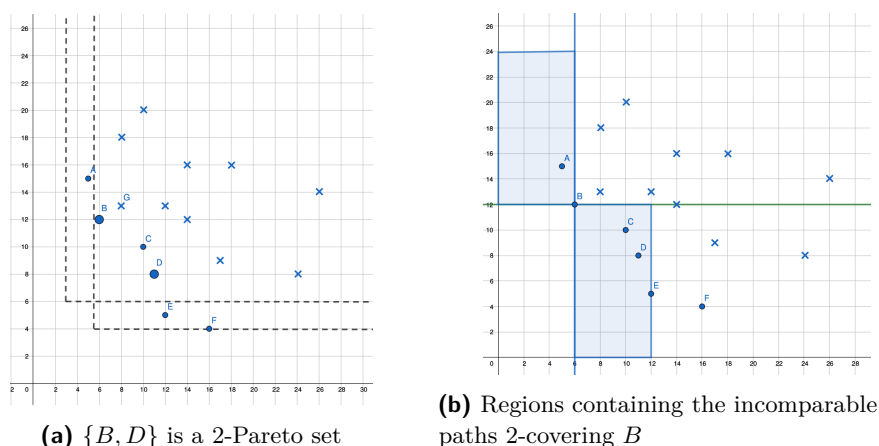 26
24
22
20
18
16
A
14
B
G
12
10
C
8
D
6
E
4
F
2
2 0 2 4 6 8 10 12 14 16 18 20 22 24 26 28 30
(a) {B, D} is a 2-Pareto set
26
24
22
20
18
16
A
14
B
12
10
C
8
D
6
E
4
F
2
0 2 4 6 8 10 12 14 16 18 20 22 24 26 28
(b) Regions containing the incomparable
paths 2-covering B